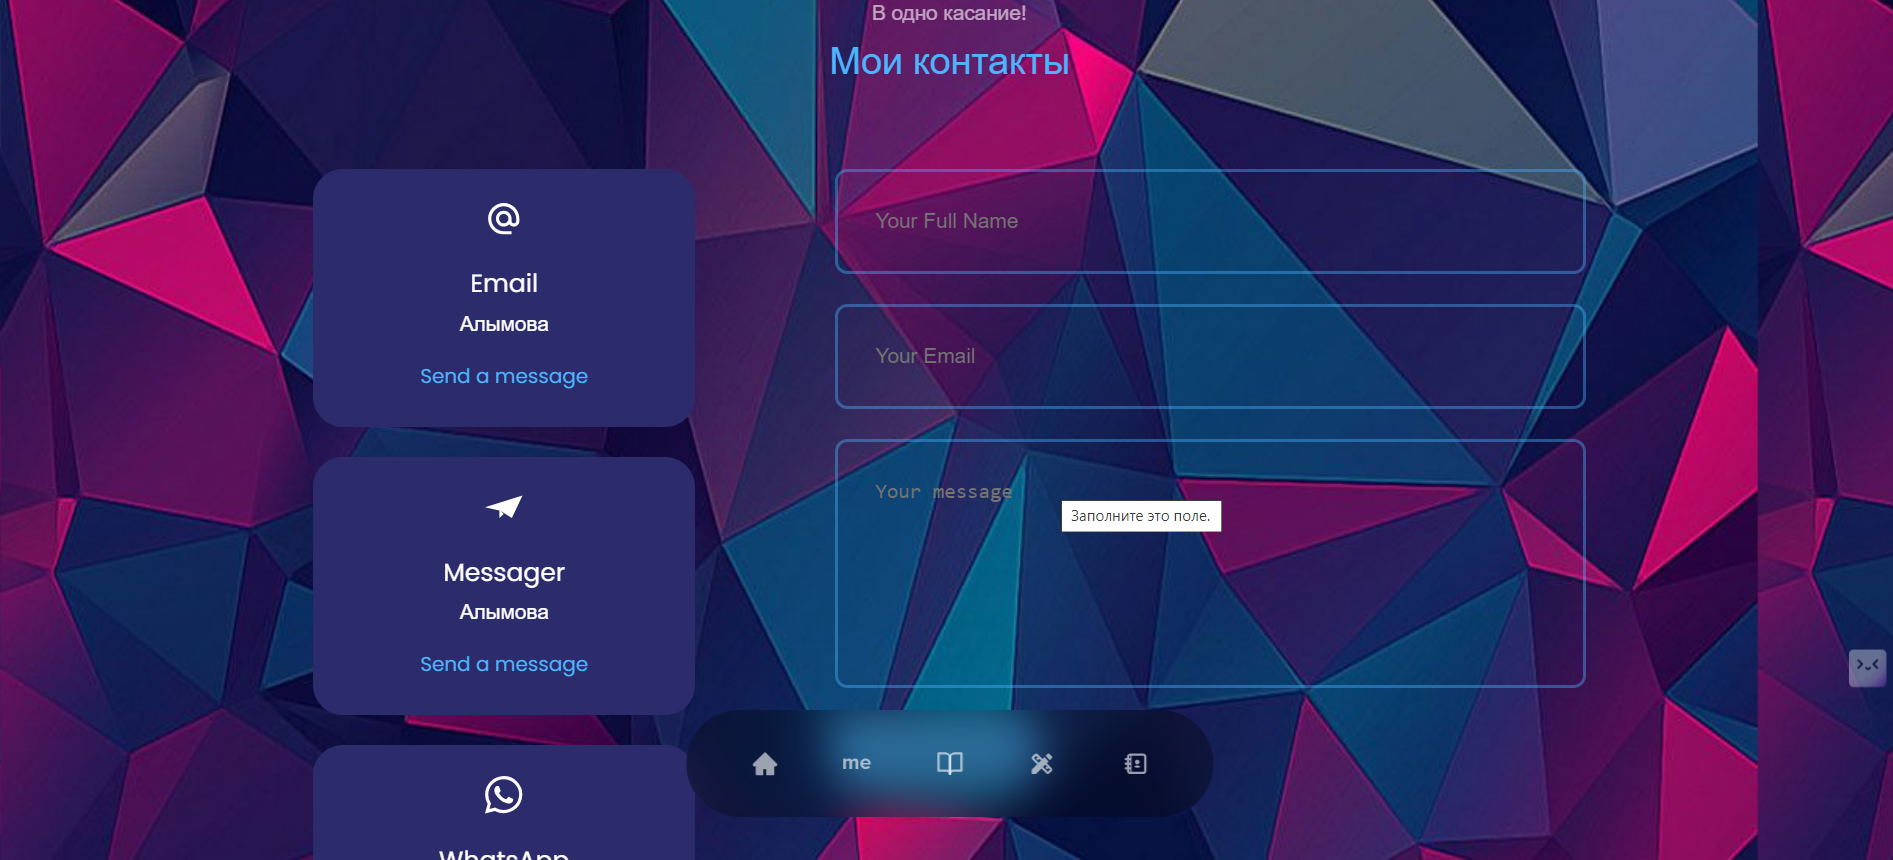 В одно касание!
Мои контакты
Email
Алымова
Send a message
Messager
Алымова
Send a message
WhatsApp
Your Full Name
Your Email
Your message
Заполните это поле.
me